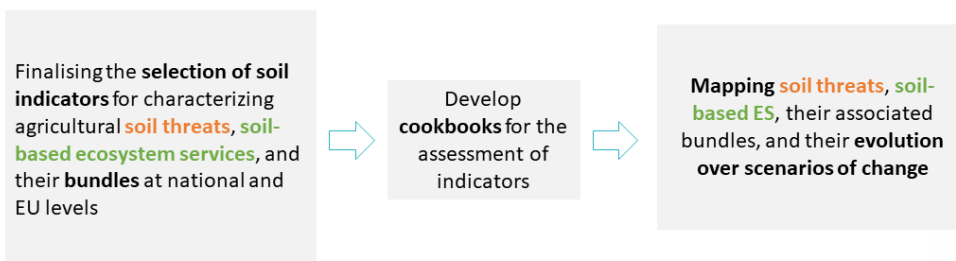 Finalising the selection of soil
indicators for characterizing
agricultural soil threats, soil-
based ecosystem services, and
their bundles at national and
EU levels
Develop
cookbooks for the
assessment of
indicators
Mapping soil threats, soil-
based ES, their associated
bundles, and their evolution
over scenarios of change